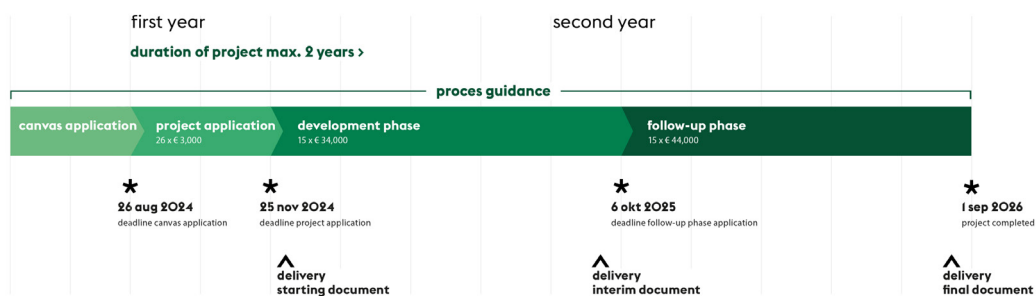 first year
second year
duration of project max. 2 years >
proces guidance
canvas application
project application
26 x € 3,000
development phase
15 x € 34,000
follow-up phase
15 x € 44,000
26 aug 2024
deadline canvas application
25 nov 2024
deadline project application
6 okt 2025
deadline follow-up phase application
1 sep 2026
project completed
delivery
starting document
delivery
interim document
delivery
final document